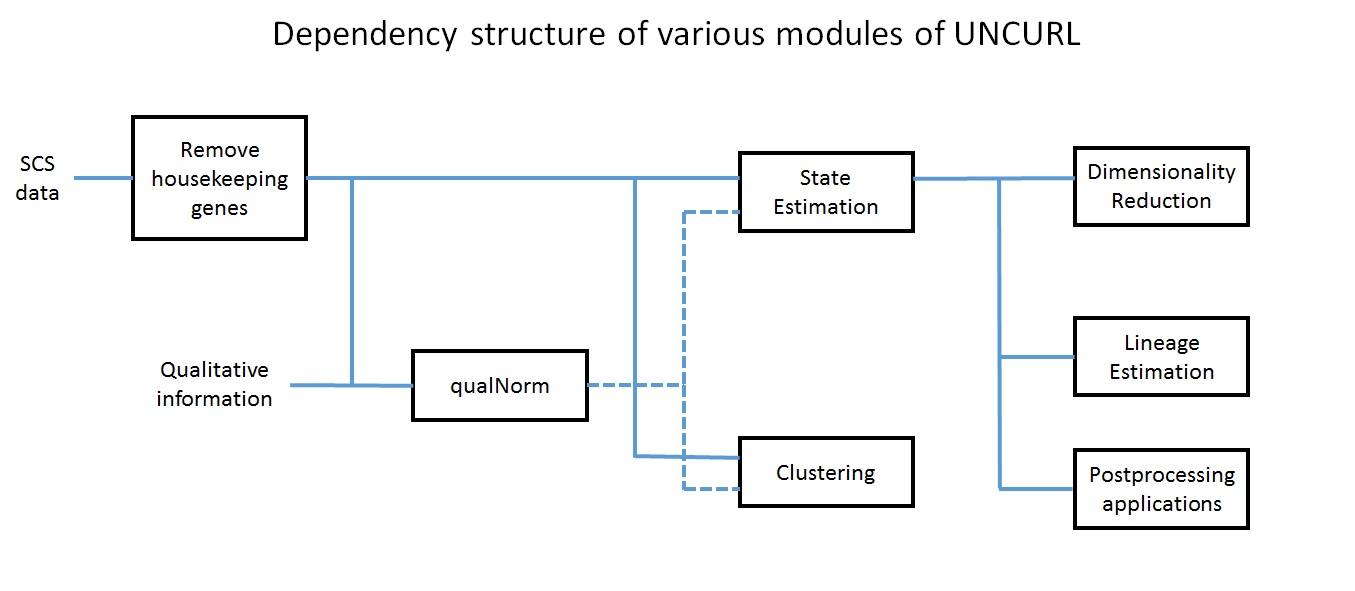 Dependency structure of various modules of UNCURL
SCS
data
Remove
housekeeping
genes
State
Estimation
Dimensionality
Reduction
Qualitative
information
qualNorm
Lineage
Estimation
Clustering
Postprocessing
applications